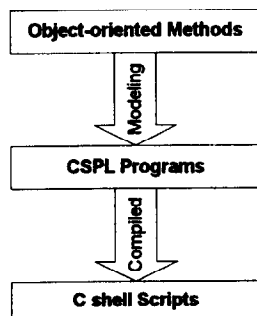 Object-oriented Methods
Modeling
CSPL Programs
Compiled
C shell Scripts